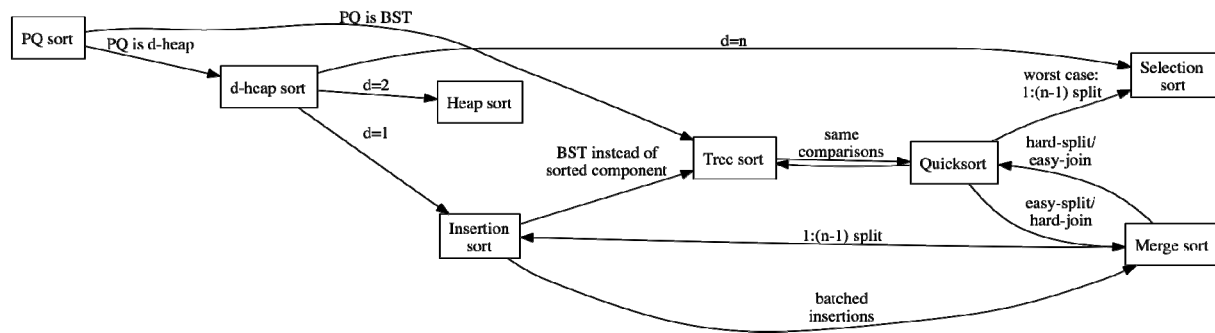 PQ is BST
PQ sort
PQ is d-heap
d=n
d-heap sort
d=2
Heap sort
worst case:
1:(n-1) split
Selection
sort
d=1
BST instead of
sorted component
Tree sort
same
comparisons
Quicksort
hard-split/
easy-join
easy-split/
hard-join
Insertion
sort
1:(n-1) split
Merge sort
batched
insertions